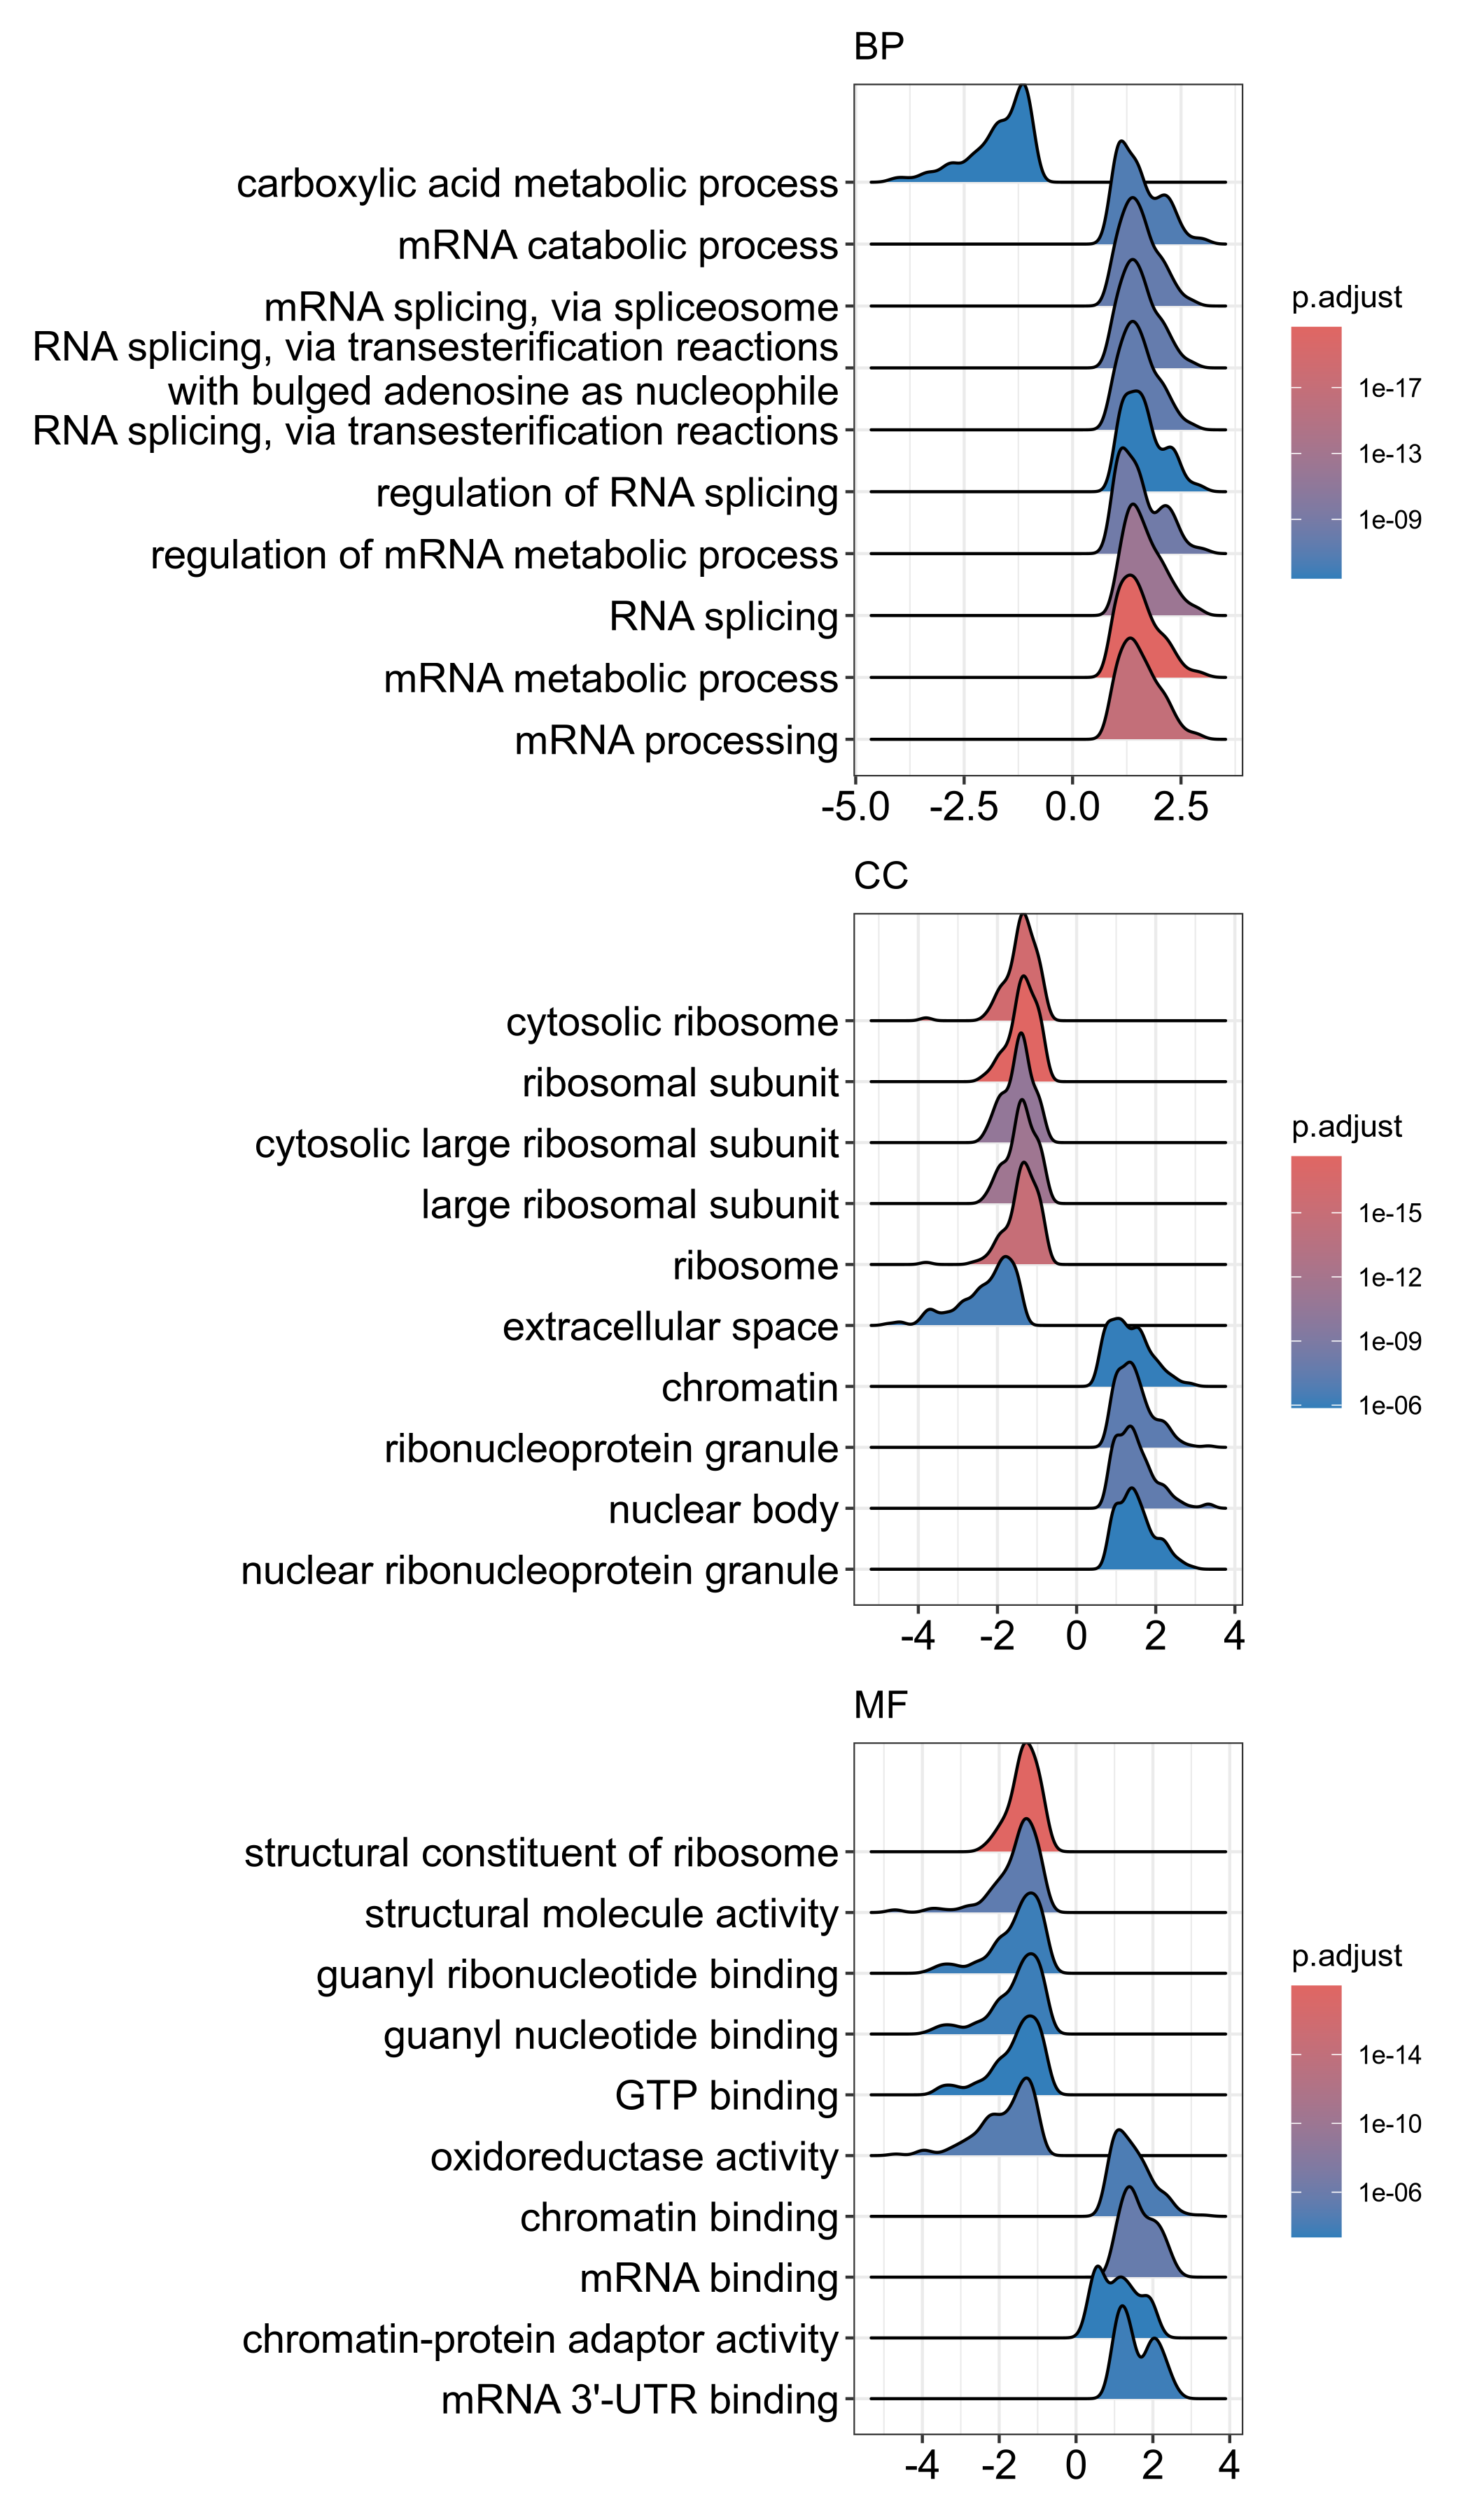 BP
carboxylic acid metabolic process
mRNA catabolic process
mRNA splicing, via spliceosome
RNA splicing, via transesterification reactions
with bulged adenosine as nucleophile
RNA splicing, via transesterification reactions
regulation of RNA splicing
regulation of mRNA metabolic process
RNA splicing
mRNA metabolic process
mRNA processing
-5.0 -2.5 0.0 2.5
p.adjust
1e-17
1e-13
1e-09
CC
cytosolic ribosome
ribosomal subunit
cytosolic large ribosomal subunit
large ribosomal subunit
ribosome
extracellular space
chromatin
ribonucleoprotein granule
nuclear body
nuclear ribonucleoprotein granule
-4 -2 0 2 4
p.adjust
1e-15
1e-12
1e-09
1e-06
MF
structural constituent of ribosome
structural molecule activity
guanyl ribonucleotide binding
guanyl nucleotide binding
GTP binding
oxidoreductase activity
chromatin binding
mRNA binding
chromatin-protein adaptor activity
mRNA 3'-UTR binding
-4 -2 0 2 4
p.adjust
1e-14
1e-10
1e-06